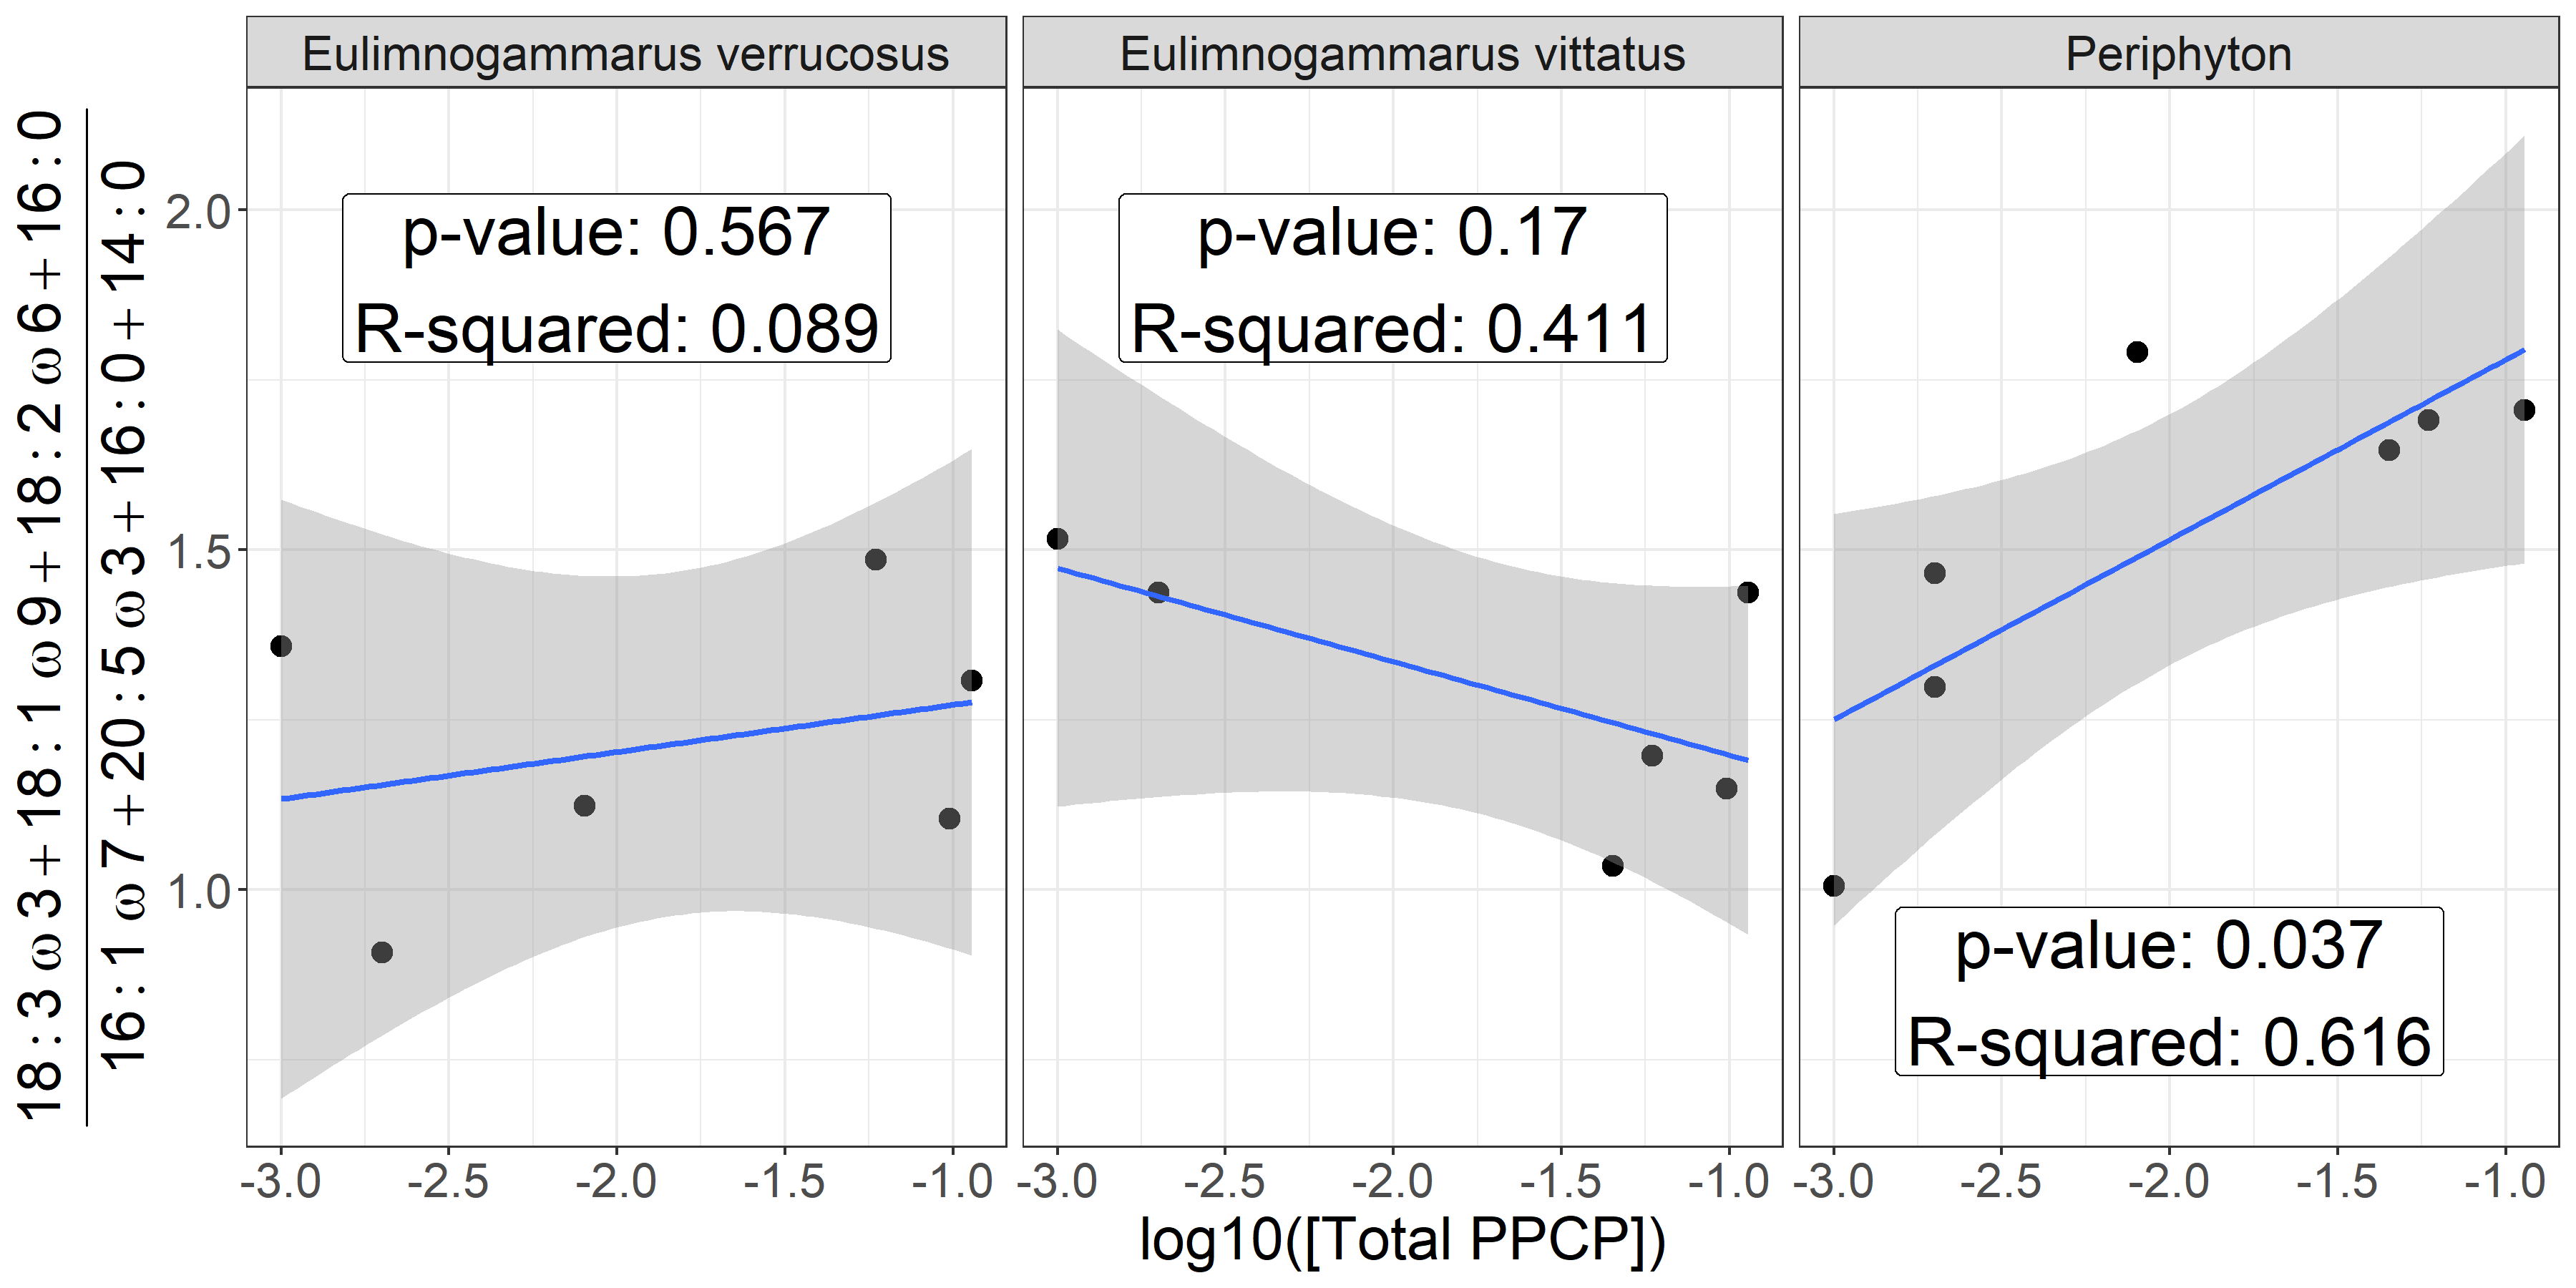 Eulimnogammarus verrucosus
Eulimnogammarus vittatus
Periphyton
18:3ω3+18:1ω9+18:2ω6+16:0
16:1ω7+20:5ω3+16:0+14:0
2.0
1.5
1.0
p-value: 0.567
R-squared: 0.089
p-value: 0.17
R-squared: 0.411
p-value: 0.037
R-squared: 0.616
-3.0 -2.5 -2.0 -1.5 -1.0 -3.0 -2.5 -2.0 -1.5 -1.0 -3.0 -2.5 -2.0 -1.5 -1.0
log10([Total PPCP])